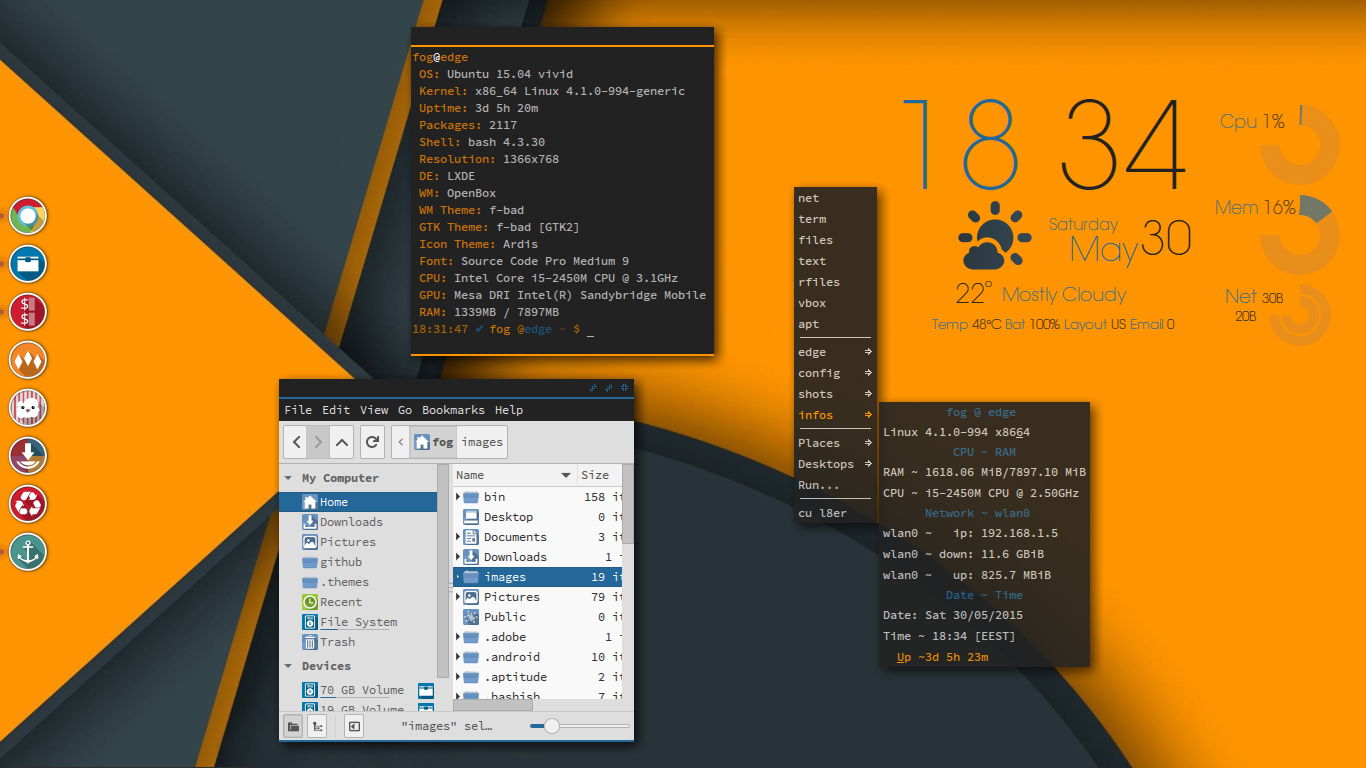 fog@edge
OS: Ubuntu 15.04 vivid
Kernel: x86_64 Linux 4.1.0-994-generic
Uptime: 3d 5h 20m
Packages: 2117
Shell: bash 4.3.30
Resolution: 1366x768
DE: LXDE
WM: OpenBox
WM Theme: f-bad
GTK Theme: f-bad [GTK2]
Icon Theme: Ardis
Font: Source Code Pro Medium 9
CPU: Intel Core i5-2450M CPU @ 3.1GHz
GPU: Mesa DRI Intel(R) Sandybridge Mobile
RAM: 1339MB / 7897MB
18:31:47 ✔ fog @edge ~ $ _
File Edit View Go Bookmarks Help
fog images
My Computer
Home
Downloads
Pictures
github
.themes
Recent
File System
Trash
Devices
70 GB Volume
19 GB Volume
Name Size
bin 158 it
Desktop 0 it
Documents 3 it
Downloads 1 i
images 19 it
Pictures 79 it
Public 0 it
.adobe 1 i
.android 10 it
.aptitude 2 it
.bashish 7 it
"images" sel…
net
term
files
text
rfiles
vbox
apt
edge
config
shots
infos
Places
Desktops
Run...
cu l8er
fog @ edge
Linux 4.1.0-994 x8664
CPU ~ RAM
RAM ~ 1618.06 MiB/7897.10 MiB
CPU ~ i5-2450M CPU @ 2.50GHz
Network ~ wlan0
wlan0 ~ ip: 192.168.1.5
wlan0 ~ down: 11.6 GBiB
wlan0 ~ up: 825.7 MBiB
Date ~ Time
Date: Sat 30/05/2015
Time ~ 18:34 [EEST]
Up ~3d 5h 23m
18 34
Saturday
May 30
22° Mostly Cloudy
Temp 48°C Bat 100% Layout US Email 0
Cpu 1%
Mem 16%
Net 30B
20B